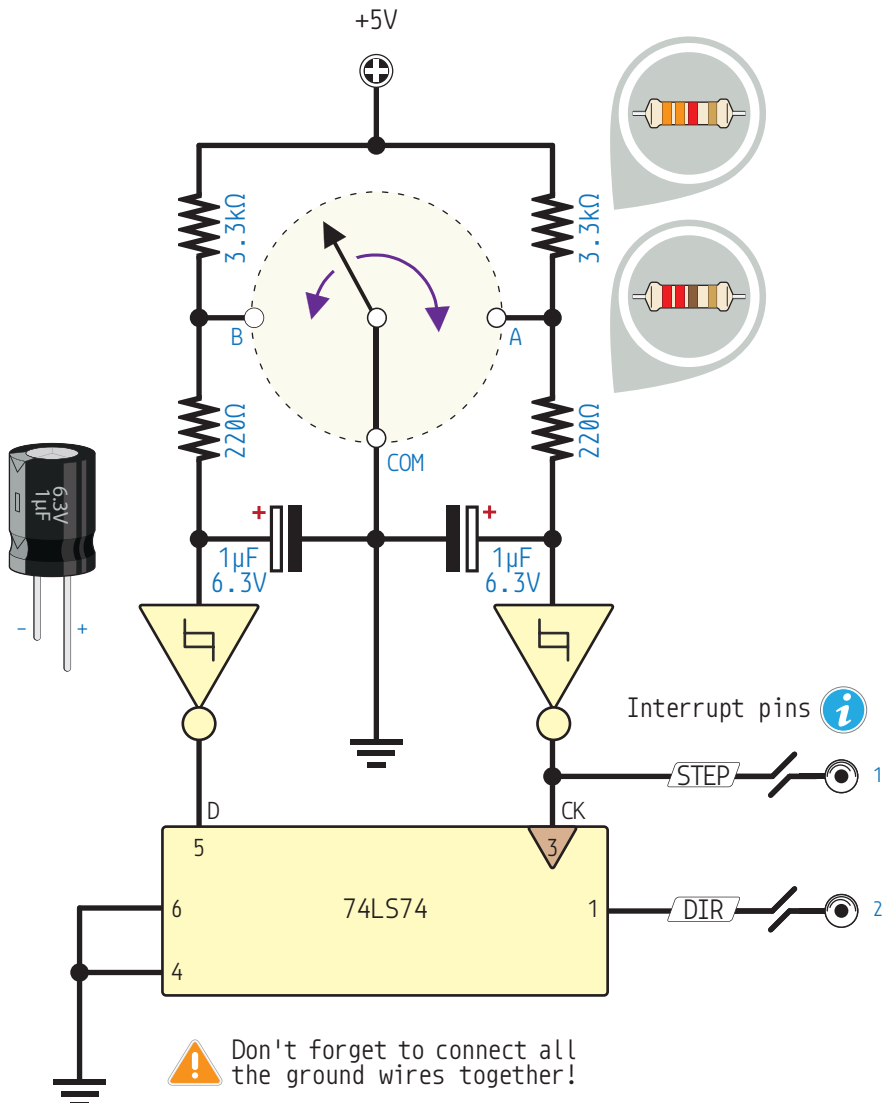 +5V
3.3kΩ
3.3kΩ
B
A
220Ω
220Ω
COM
6.3V
1µF
+
+
1µF
6.3V
1µF
6.3V
-
+
Interrupt pins i
STEP
1
D
CK
5
3
6
74LS74
1
DIR
2
4
! Don't forget to connect all
the ground wires together!